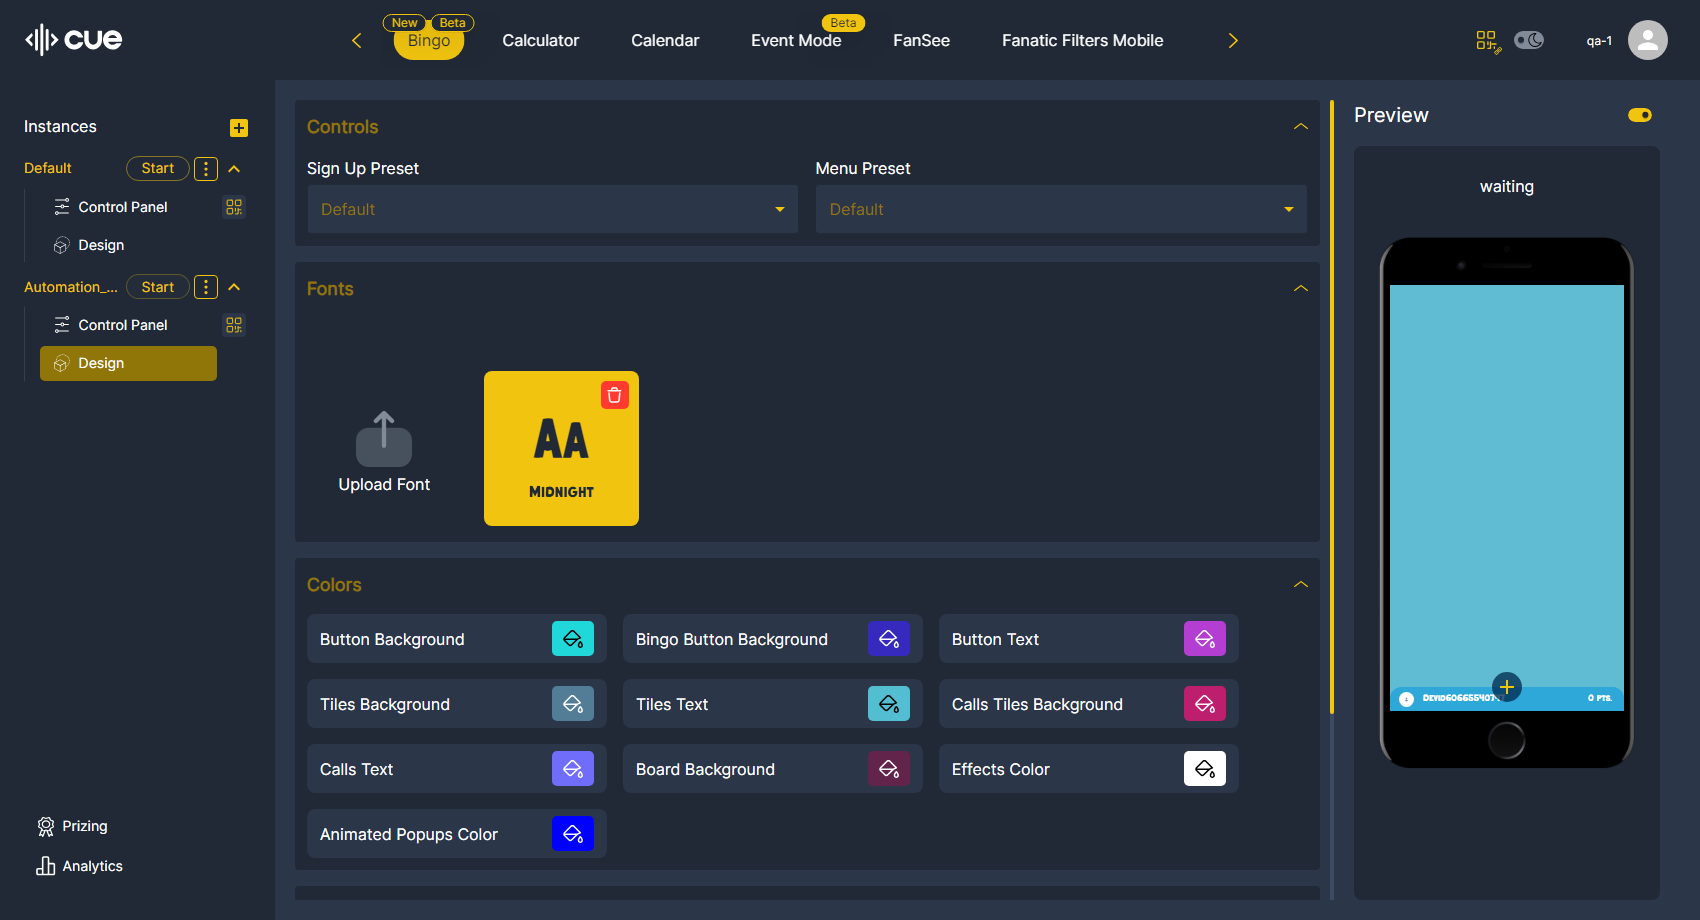 cue
New
Beta
Bingo
Calculator
Calendar
Beta
Event Mode
FanSee
Fanatic Filters Mobile
qa-1
Instances
Default
Start
Control Panel
Design
Automation_...
Start
Control Panel
Design
Prizing
Analytics
Controls
Sign Up Preset
Menu Preset
Default
Default
Fonts
Upload Font
AA
MIDNIGHT
Colors
Button Background
Bingo Button Background
Button Text
Tiles Background
Tiles Text
Calls Tiles Background
Calls Text
Board Background
Effects Color
Animated Popups Color
Preview
waiting
0 PTS.